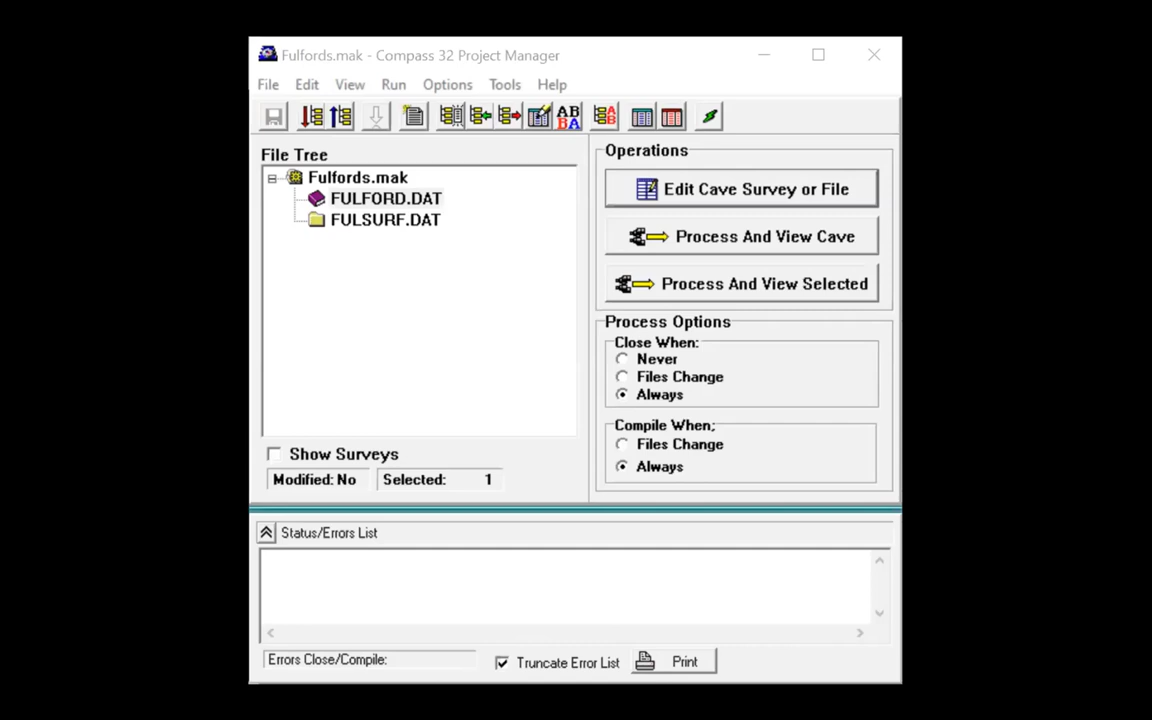 Fulfords.mak - Compass 32 Project Manager
File Edit View Run Options Tools Help
AB
BA
File Tree
Fulfords.mak
FULFORD.DAT
FULSURF.DAT
Show Surveys
Modified: No Selected: 1
Operations
Edit Cave Survey or File
Process And View Cave
Process And View Selected
Process Options
Close When:
Never
Files Change
Always
Compile When;
Files Change
Always
Status/Errors List
Errors Close/Compile:
Truncate Error List
Print